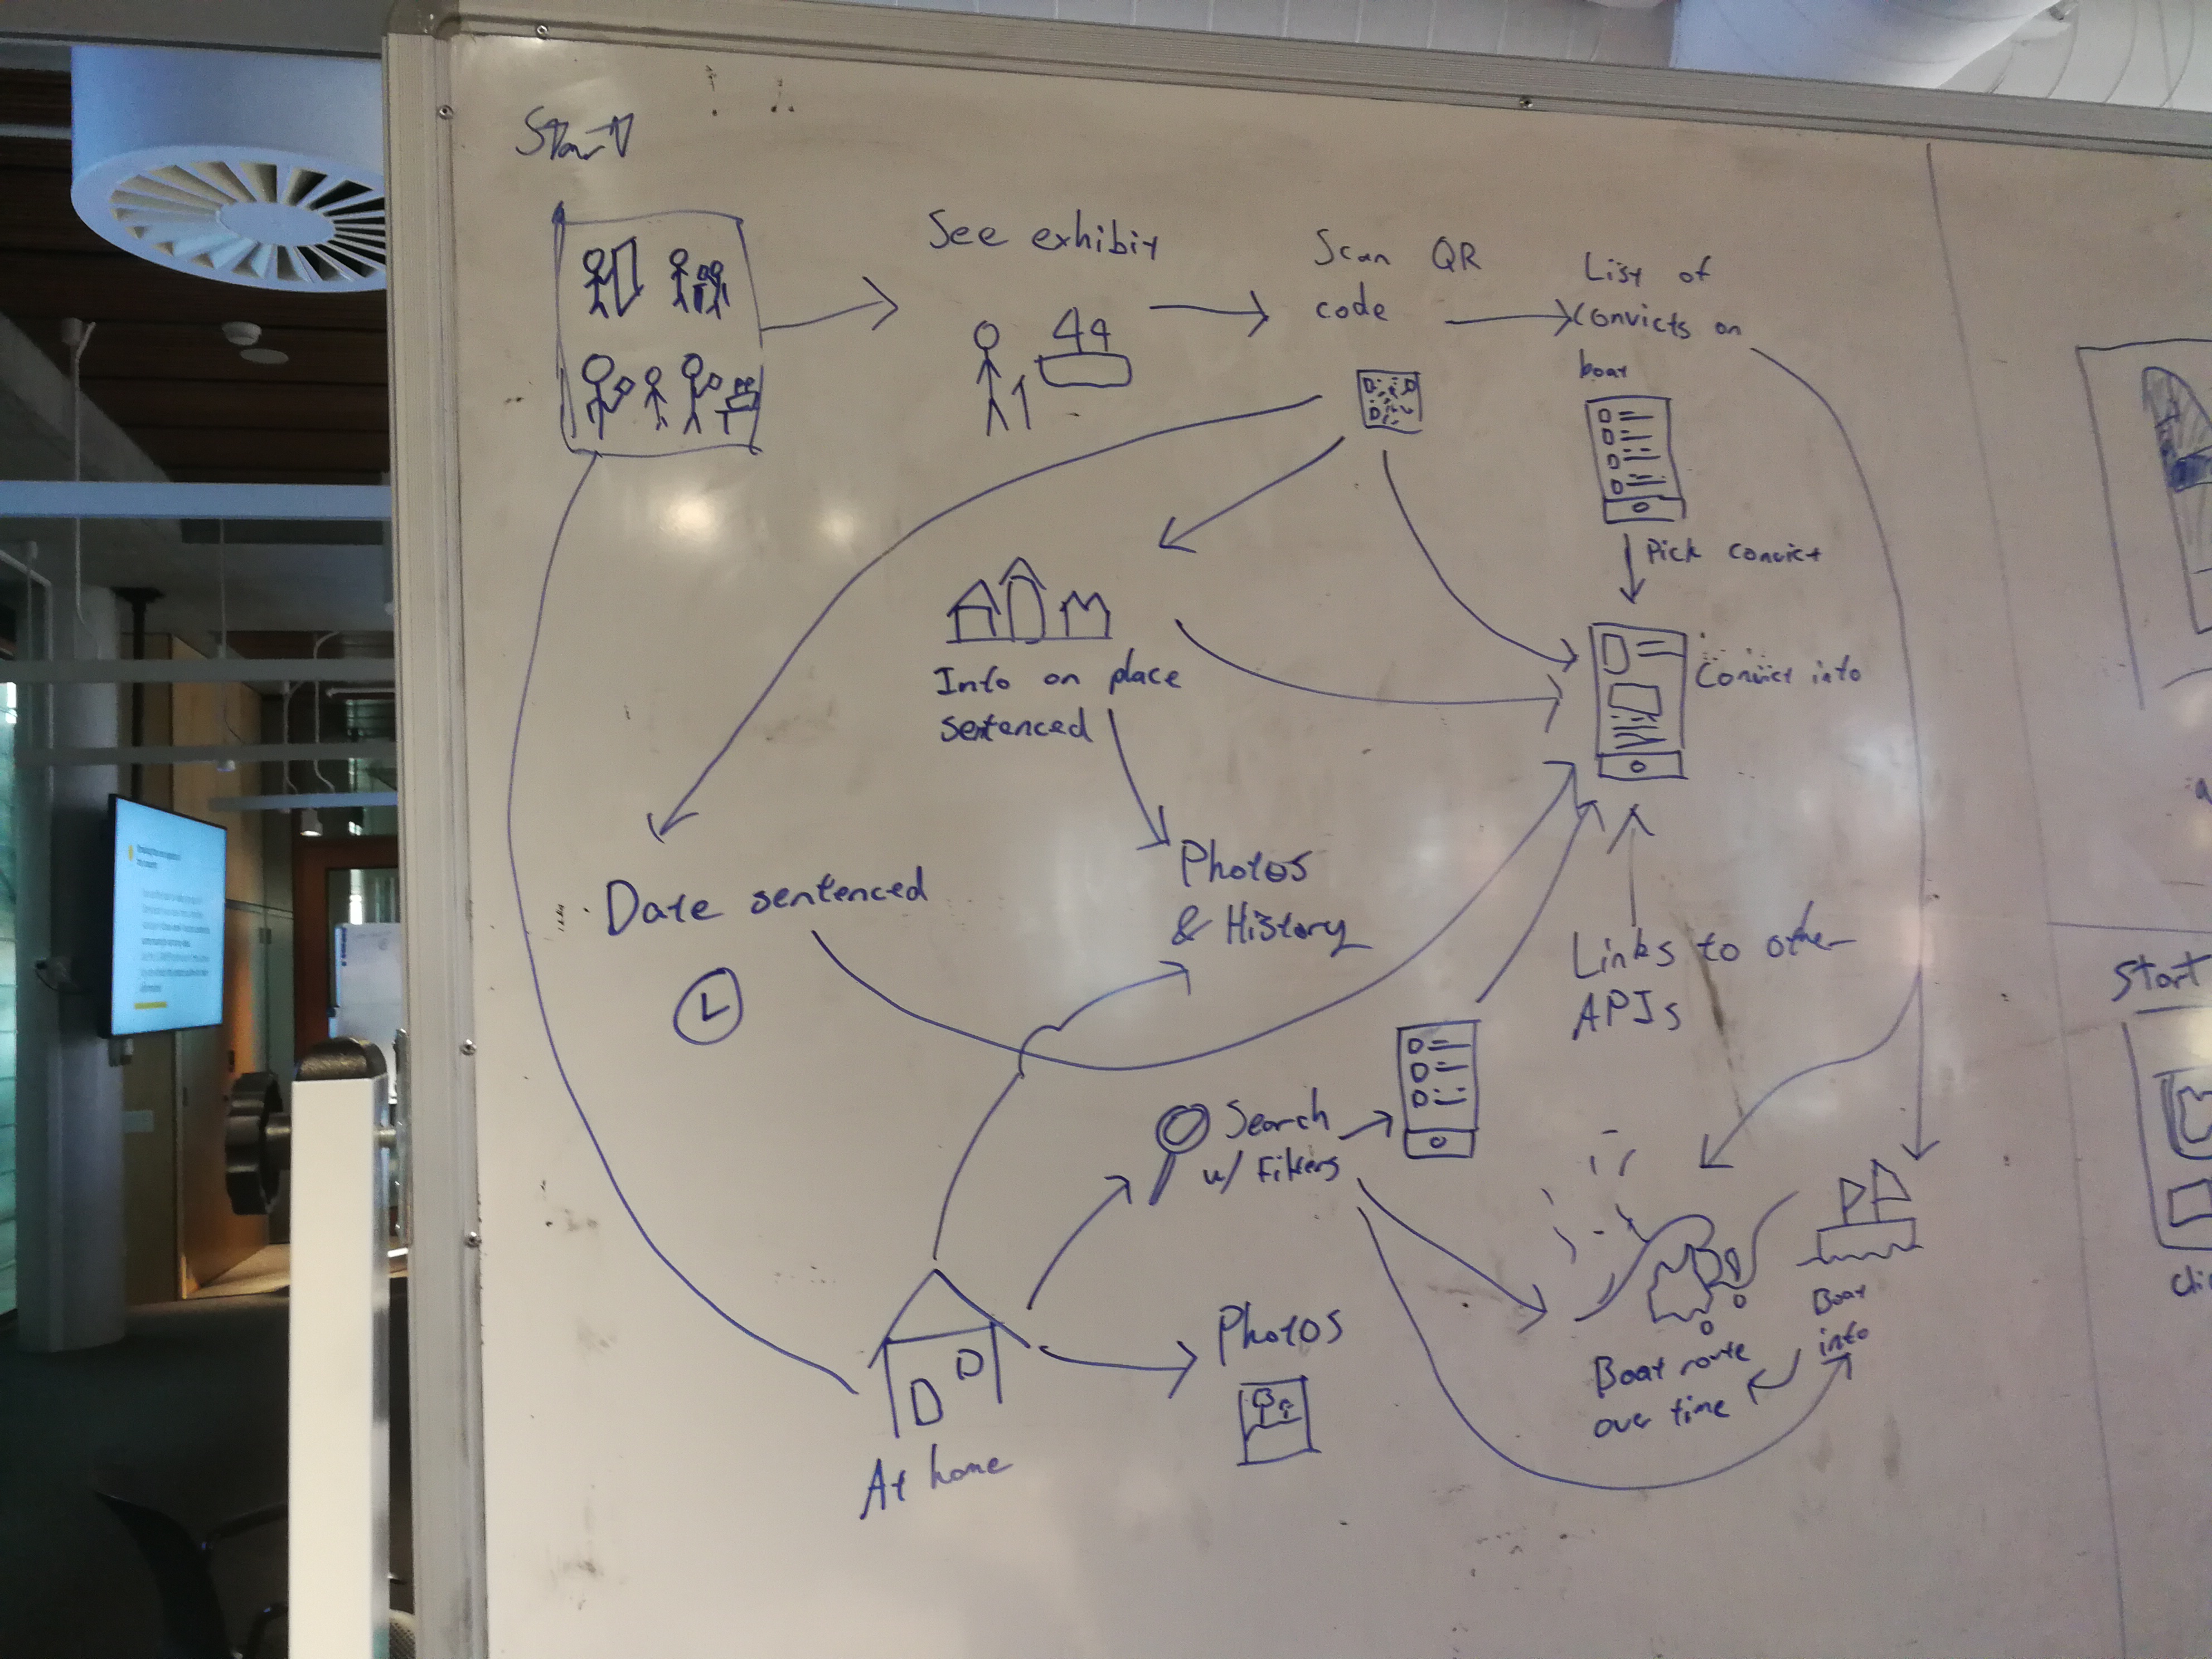 Start
See exhibit
Scan QR
code
List of
convicts on
boat
Pick convict
Convict info
Info on place
sentenced
Date sentenced
Photos
& History
Links to other
APIs
Search
w/ Filters
Photos
At home
Boat route
over time
Boat
info
Start